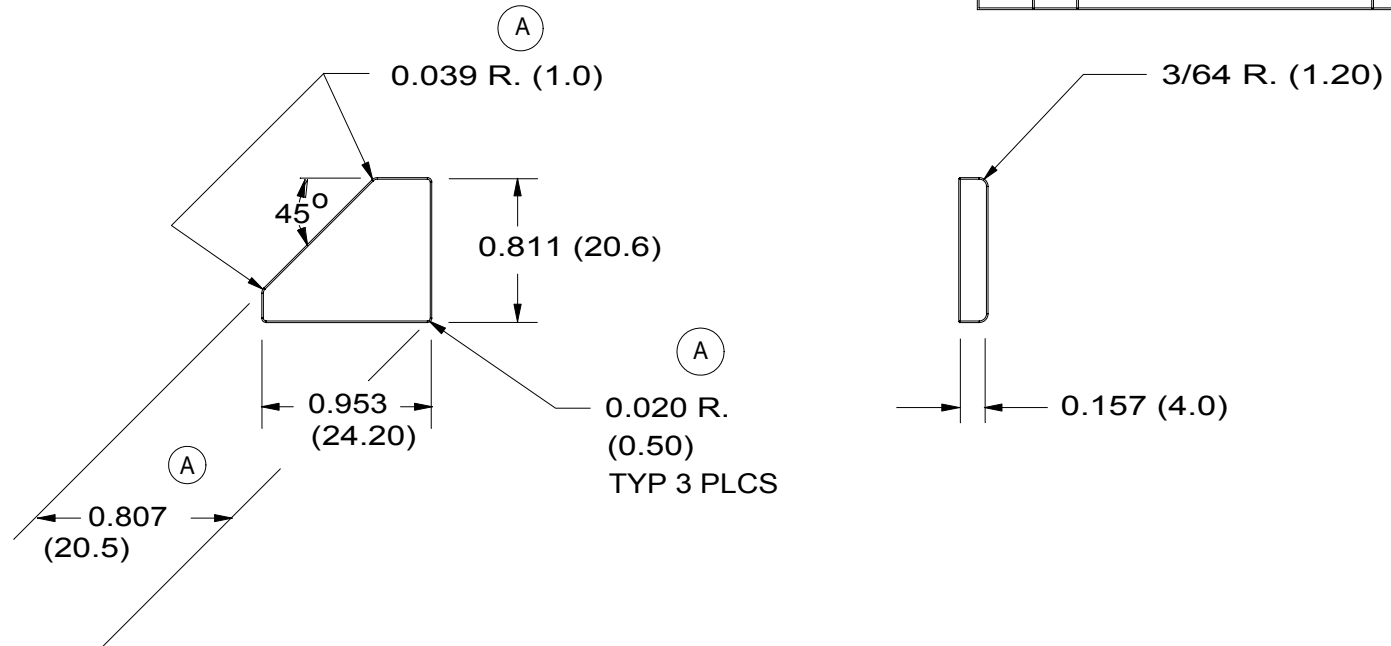 A
0.039 R. (1.0)
3/64 R. (1.20)
45°
0.811 (20.6)
A
0.953
(24.20)
0.020 R.
(0.50)
TYP 3 PLCS
0.157 (4.0)
A
0.807
(20.5)